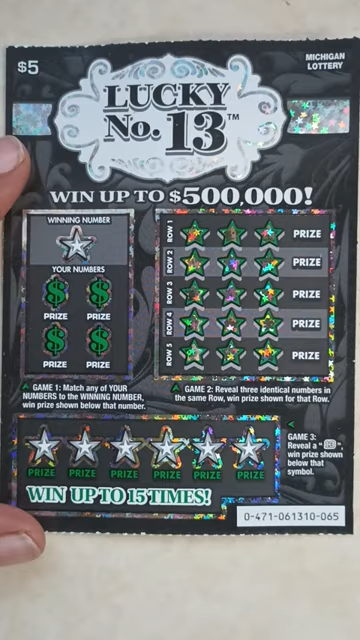 $5
MICHIGAN
LOTTERY
LUCKY
No. 13™
WIN UP TO $500,000!
WINNING NUMBER
YOUR NUMBERS
$ $
PRIZE PRIZE
$ $
PRIZE PRIZE
ROW 1 PRIZE
ROW 2 PRIZE
ROW 3 PRIZE
ROW 4 PRIZE
ROW 5 PRIZE
GAME 1: Match any of YOUR
NUMBERS to the WINNING NUMBER,
win prize shown below that number.
GAME 2: Reveal three identical numbers in
the same Row, win prize shown for that Row.
PRIZE PRIZE PRIZE PRIZE PRIZE PRIZE
WIN UP TO 15 TIMES!
GAME 3:
Reveal a " ",
win prize shown
below that
symbol.
0-471-061310-065